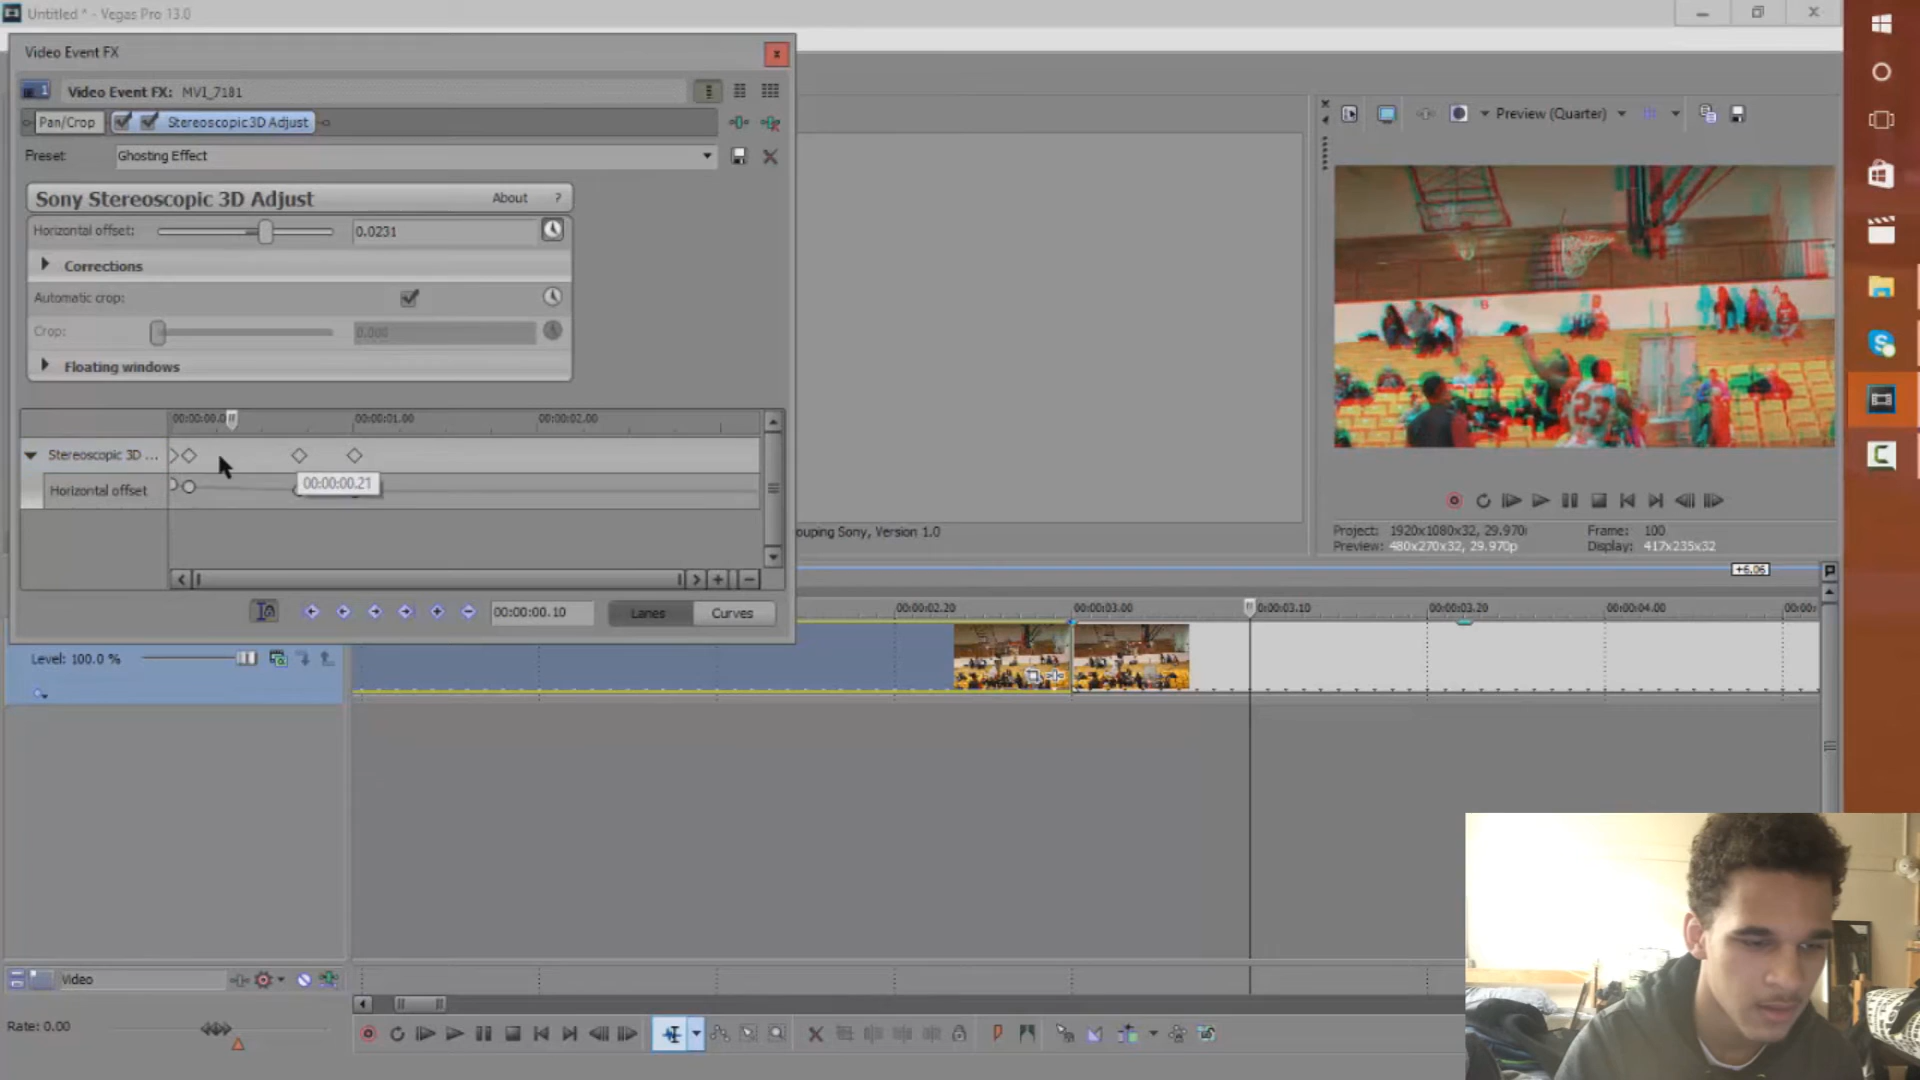 Untitled * - Vegas Pro 13.0
Video Event FX
Video Event FX: MVI_7181
Pan/Crop
Stereoscopic3D Adjust
Preset:
Ghosting Effect
Sony Stereoscopic 3D Adjust
About
?
Horizontal offset:
0.0231
Corrections
Automatic crop:
Crop:
0.000
Floating windows
00:00:01.00
00:00:02.00
Stereoscopic 3D ...
00:00:00.21
Horizontal offset
00:00:00.10
Lanes
Curves
Preview (Quarter)
23
ouping Sony, Version 1.0
Project: 1920x1080x32, 29.970i
Frame: 100
Preview: 480x270x32, 29.970p
Display: 417x235x32
+6.06
00:00:02.20
00:00:03.00
0:00:03.10
00:00:03.20
00:00:04.00
00:00:
Level: 100.0 %
Video
Rate: 0.00